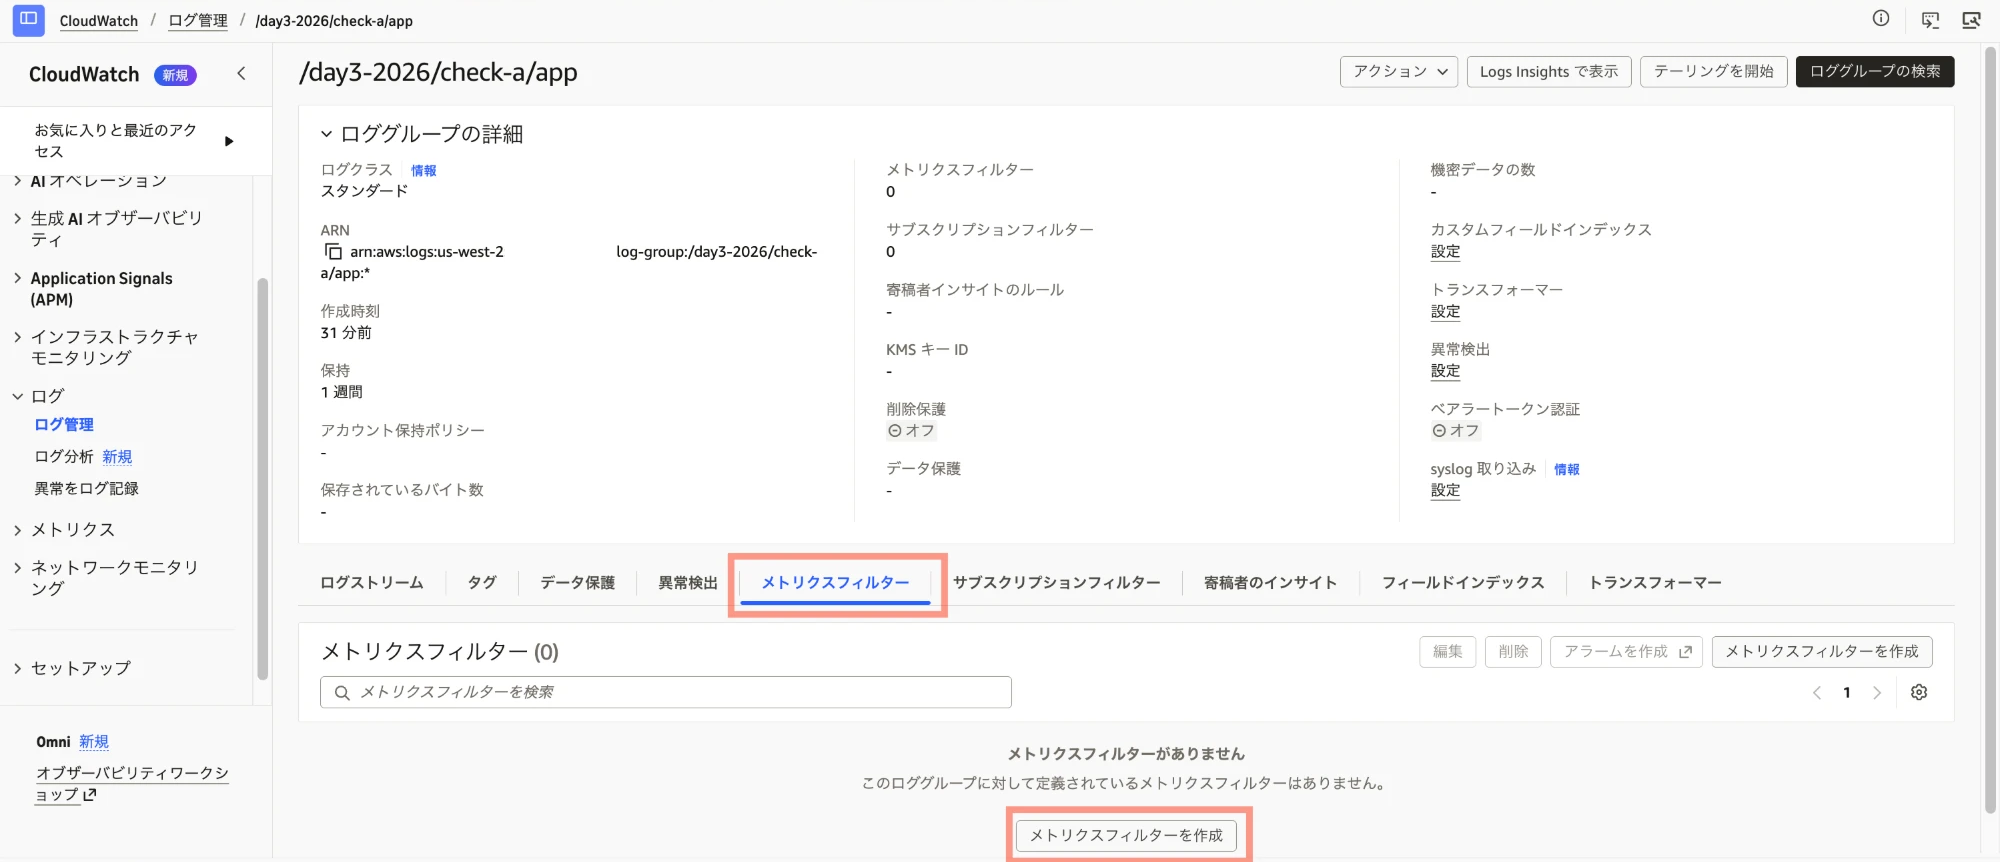 CloudWatch / ログ管理 / /day3-2026/check-a/app
CloudWatch 新規
お気に入りと最近のアク
セス
AI オペレーション
生成 AI オブザーバビリ
ティ
Application Signals
(APM)
インフラストラクチャ
モニタリング
ログ
ログ管理
ログ分析 新規
異常をログ記録
メトリクス
ネットワークモニタリ
ング
セットアップ
Omni 新規
オブザーバビリティワークシ
ョップ
/day3-2026/check-a/app
アクション
Logs Insights で表示
テーリングを開始
ロググループの検索
ロググループの詳細
ログクラス 情報
スタンダード
ARN
arn:aws:logs:us-west-2 log-group:/day3-2026/check-
a/app:*
作成時刻
31 分前
保持
1 週間
アカウント保持ポリシー
-
保存されているバイト数
-
メトリクスフィルター
0
サブスクリプションフィルター
0
寄稿者インサイトのルール
-
KMS キー ID
-
削除保護
オフ
データ保護
-
機密データの数
-
カスタムフィールドインデックス
設定
トランスフォーマー
設定
異常検出
設定
ベアラートークン認証
オフ
syslog 取り込み 情報
設定
ログストリーム タグ データ保護 異常検出 メトリクスフィルター サブスクリプションフィルター 寄稿者のインサイト フィールドインデックス トランスフォーマー
メトリクスフィルター (0)
編集 削除 アラームを作成 メトリクスフィルターを作成
メトリクスフィルターを検索
1
メトリクスフィルターがありません
このロググループに対して定義されているメトリクスフィルターはありません。
メトリクスフィルターを作成